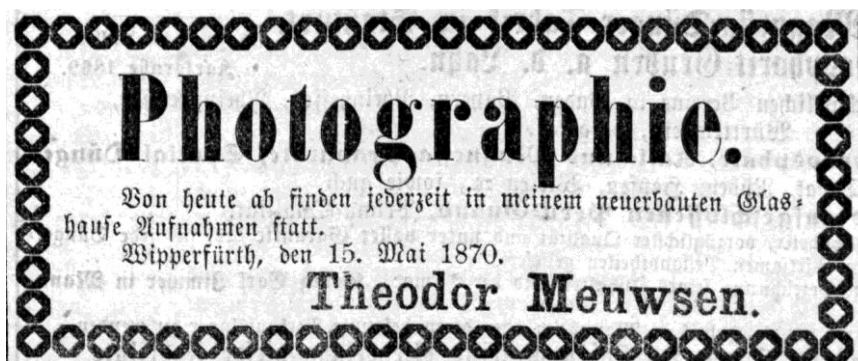 Photographie.
Von heute ab finden jederzeit in meinem neuerbauten Glas-
hause Aufnahmen statt.
Wipperfürth, den 15. Mai 1870.
Theodor Meuwsen.